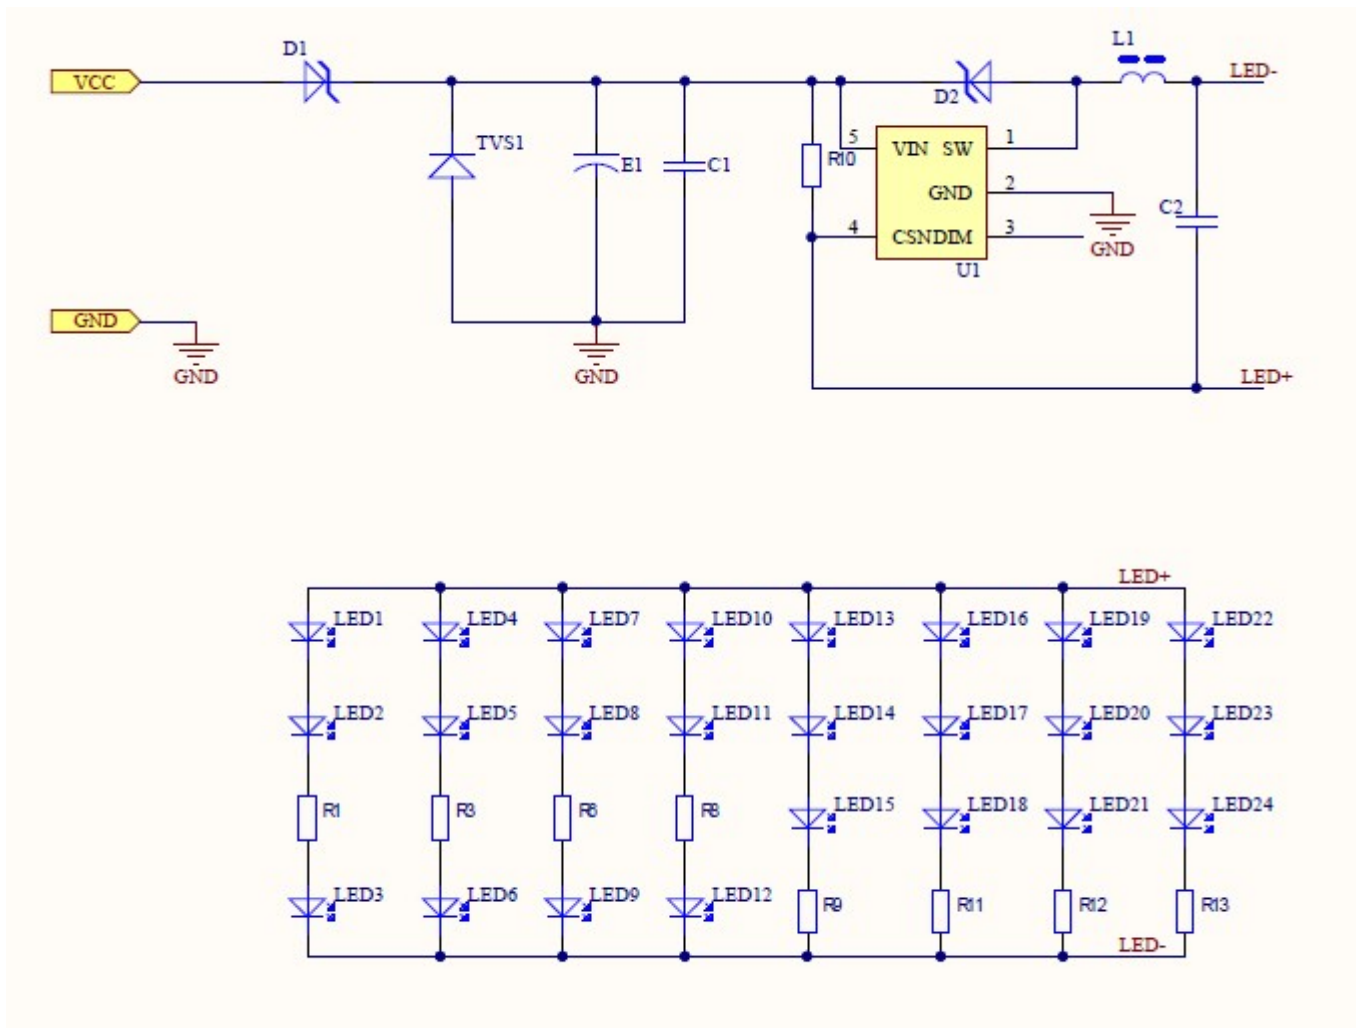 D1
L1
VCC
LED-
D2
TVS1
5
VIN SW
1
R10
E1
C1
GND
2
C2
4
CSNDIM
3
GND
U1
GND
GND
GND
LED+
LED+
LED1
LED4
LED7
LED10
LED13
LED16
LED19
LED22
LED2
LED5
LED8
LED11
LED14
LED17
LED20
LED23
R1
R3
R6
R8
LED15
LED18
LED21
LED24
LED3
LED6
LED9
LED12
R9
R11
R12
R13
LED-